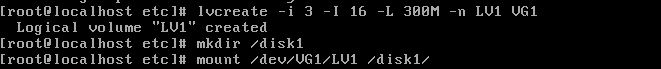 [root@localhost etc]# lvcreate -i 3 -I 16 -L 300M -n LV1 VG1
Logical volume "LV1" created
[root@localhost etc]# mkdir /disk1
[root@localhost etc]# mount /dev/VG1/LV1 /disk1/